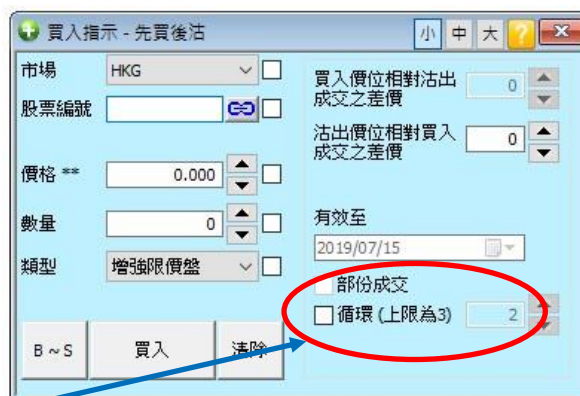 買入指示 - 先買後沽
小 中 大 ?
市場 HKG
股票編號
價格 ** 0.000
數量 0
類型 增強限價盤
B ~ S 買入 清除
買入價位相對沽出
成交之差價 0
沽出價位相對買入
成交之差價 0
有效至
2019/07/15
部份成交
循環 (上限為3) 2